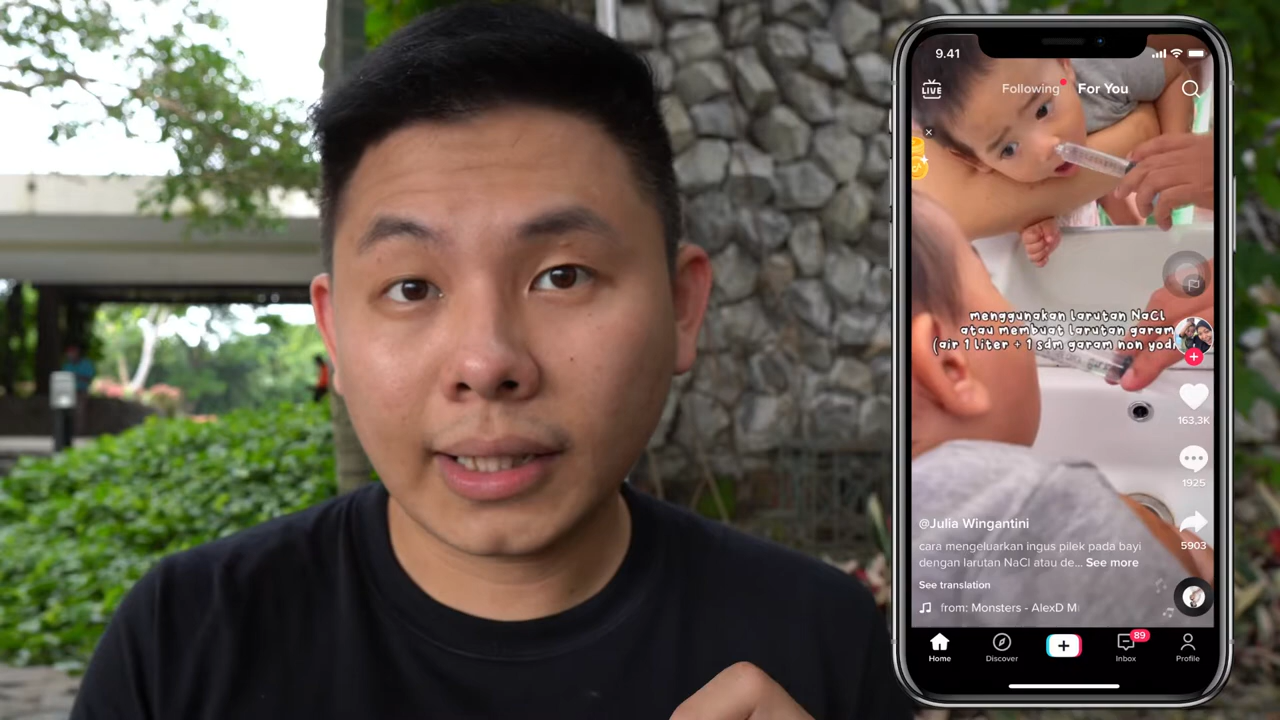 9.41
LIVE
Following
For You
menggunakan larutan NaCl
atau membuat larutan garam
(air 1 liter + 1 sdm garam non yodi
163,3K
1925
5903
@Julia Wingantini
cara mengeluarkan ingus pilek pada bayi
dengan larutan NaCl atau de... See more
See translation
from: Monsters - AlexD M
89
Home
Discover
Inbox
Profile